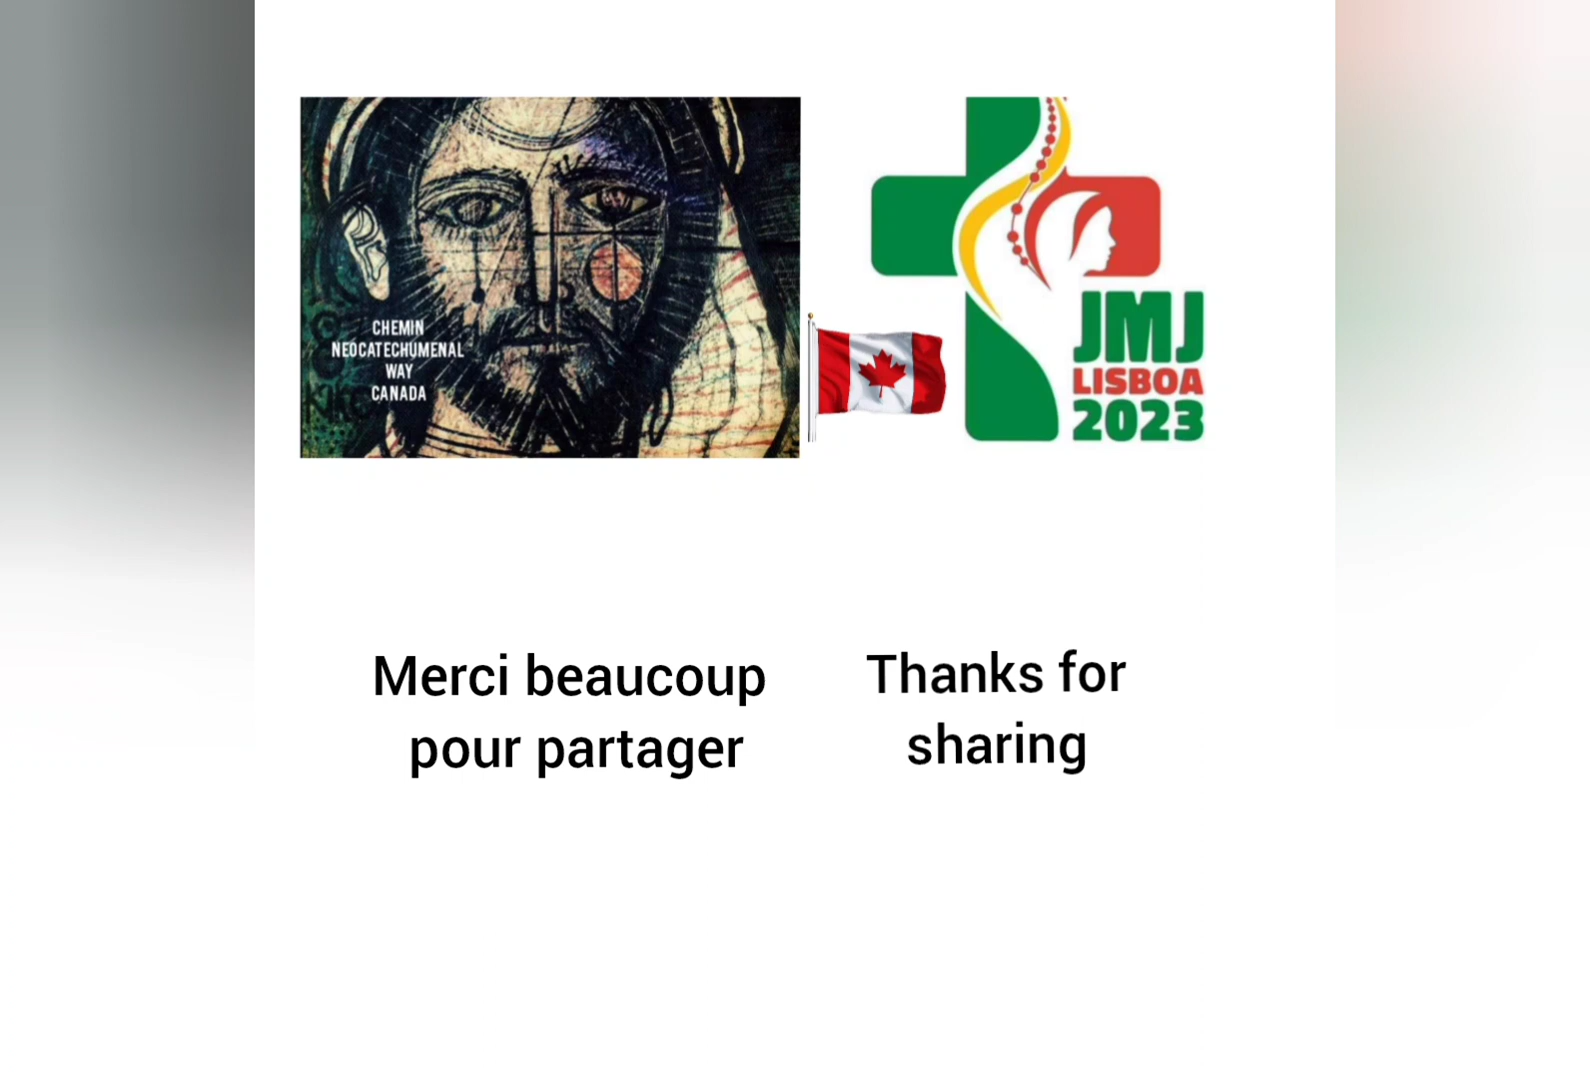 CHEMIN
NEOCATECHUMENAL
WAY
CANADA
JMJ
LISBOA
2023
Merci beaucoup
pour partager
Thanks for
sharing